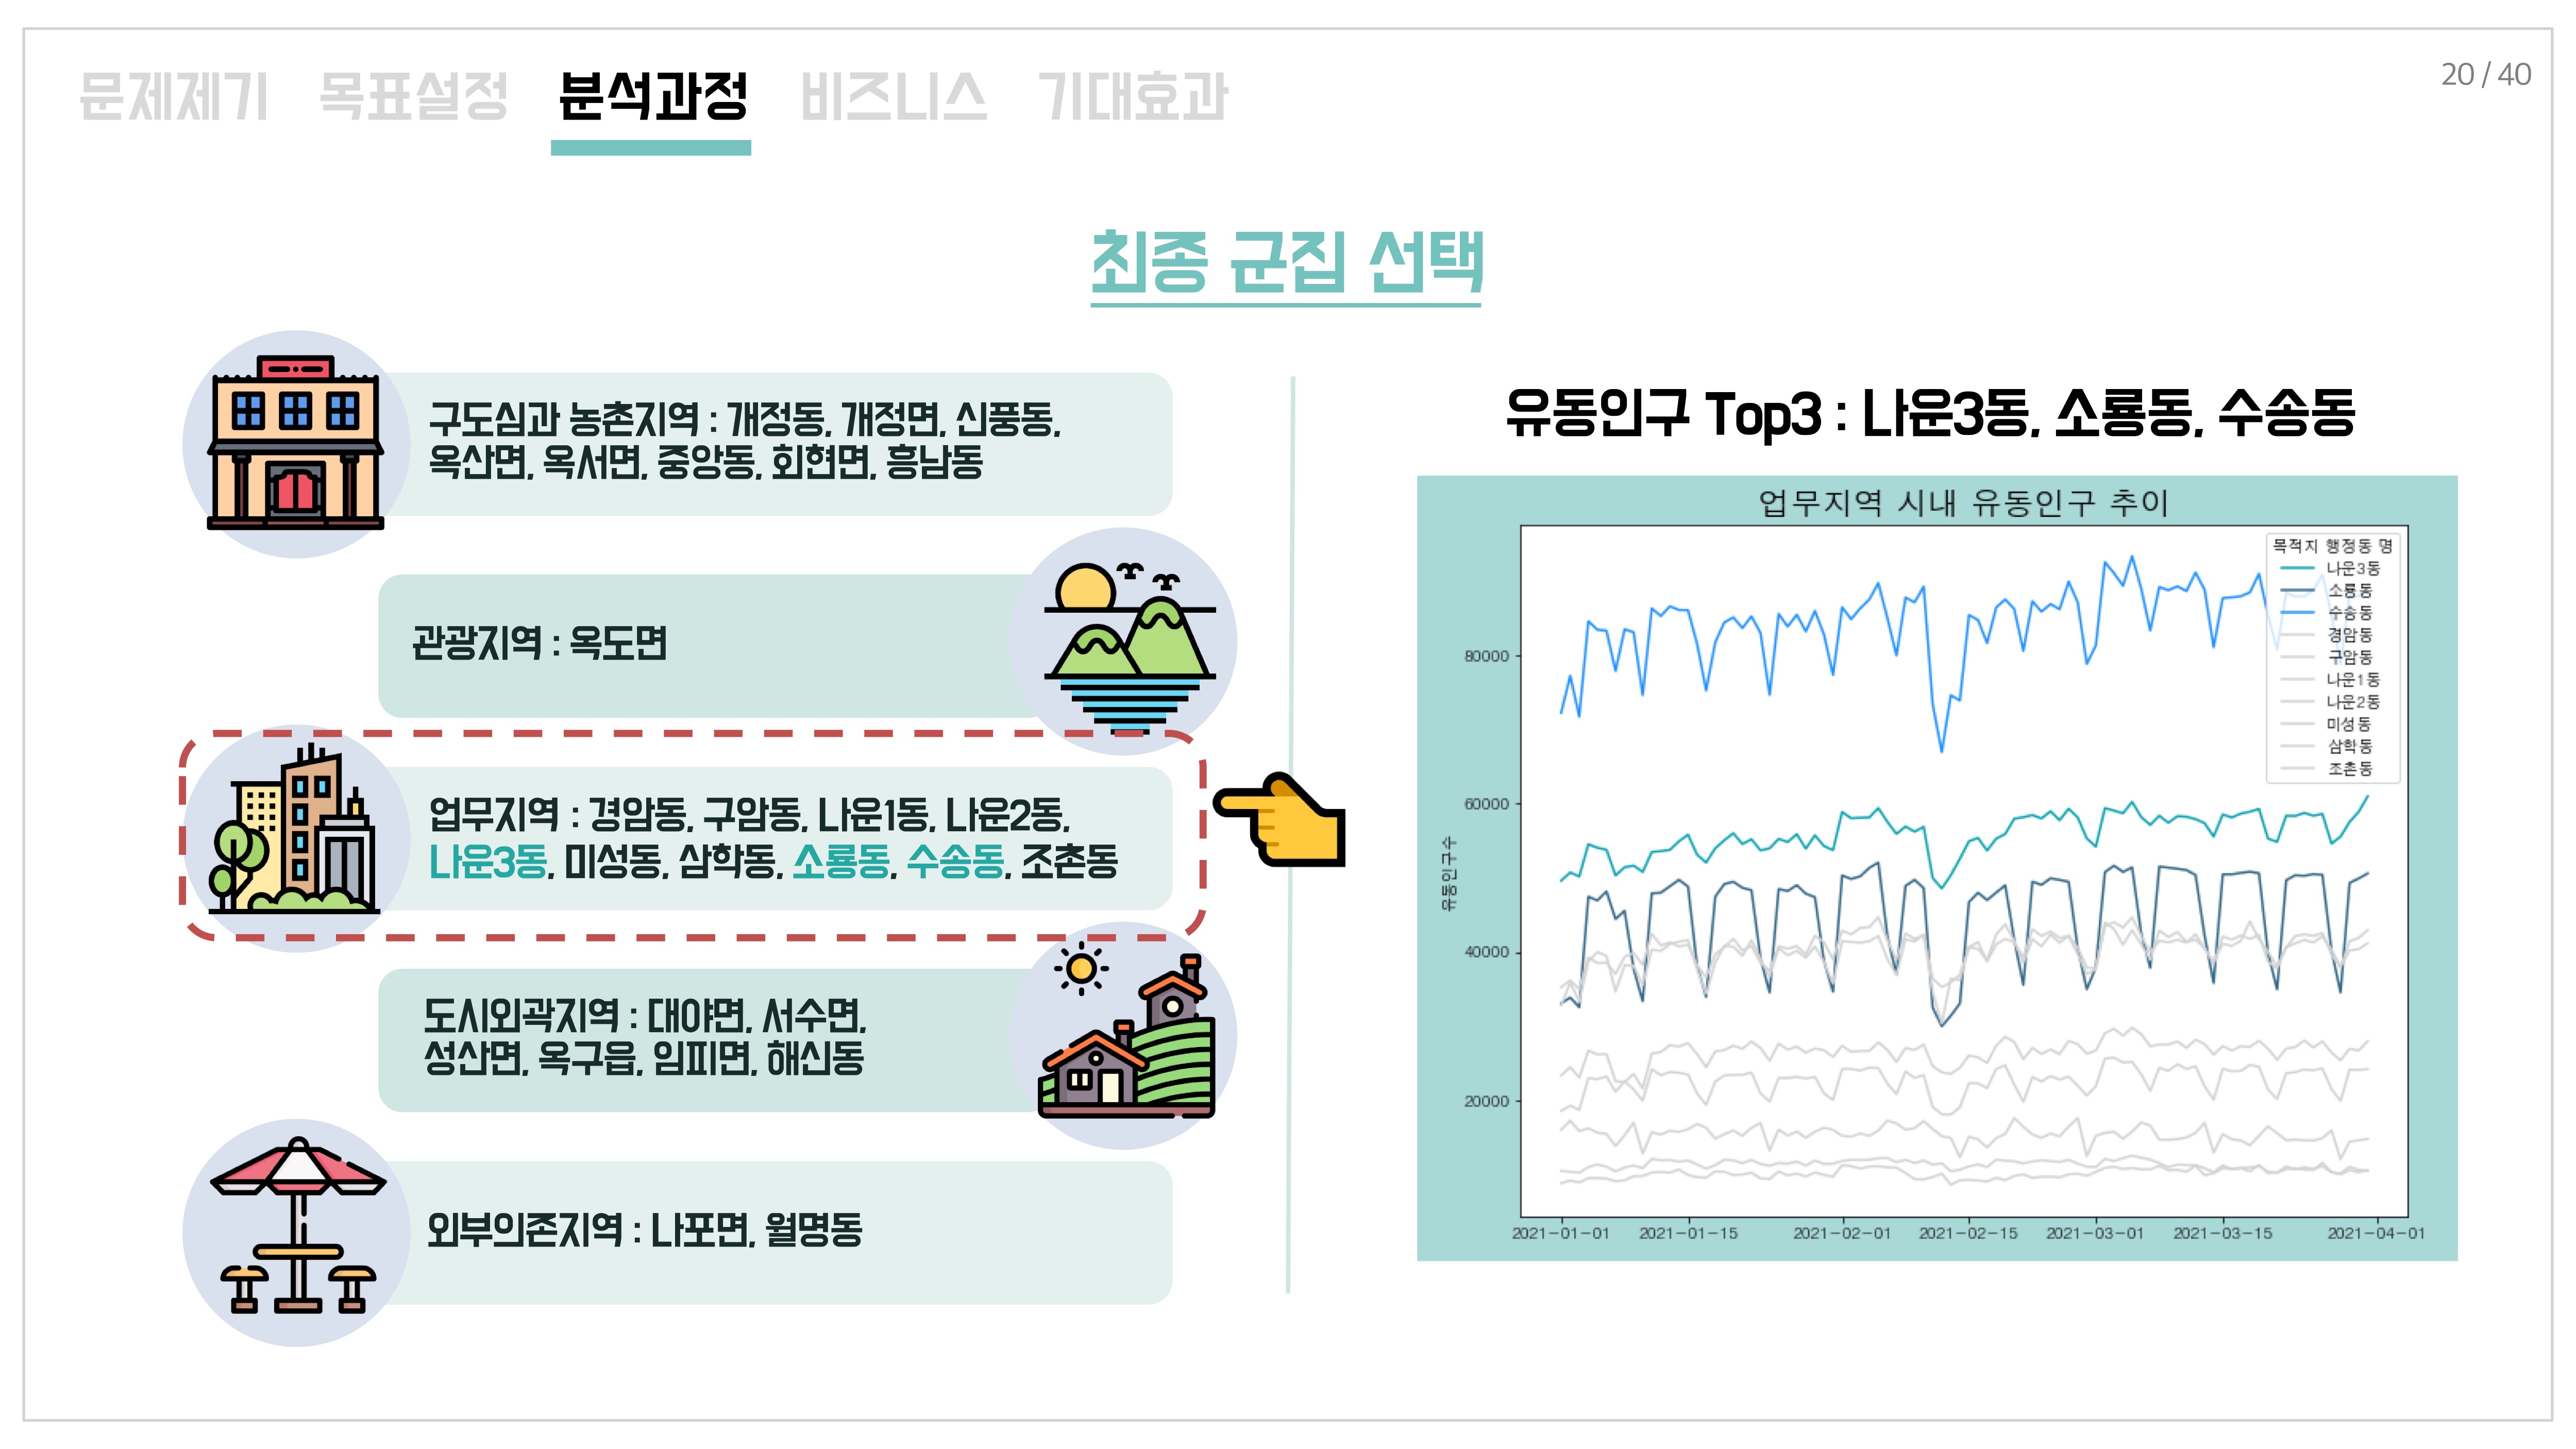 문제제기 목표설정 분석과정 비즈니스 기대효과
20 / 40
최종 군집 선택
구도심과 농촌지역 : 개정동, 개정면, 신풍동,
옥산면, 옥서면, 중앙동, 회현면, 흥남동
관광지역 : 옥도면
업무지역 : 경암동, 구암동, 나운1동, 나운2동,
나운3동, 미성동, 삼학동, 소룡동, 수송동, 조촌동
도시외곽지역 : 대야면, 서수면,
성산면, 옥구읍, 임피면, 해신동
외부의존지역 : 나포면, 월명동
유동인구 Top3 : 나운3동, 소룡동, 수송동
업무지역 시내 유동인구 추이
목적지 행정동 명
나운3동
소룡동
수송동
경암동
구암동
나운1동
나운2동
미성동
삼학동
조촌동
유동인구수
80000
60000
40000
20000
2021-01-01 2021-01-15 2021-02-01 2021-02-15 2021-03-01 2021-03-15 2021-04-01